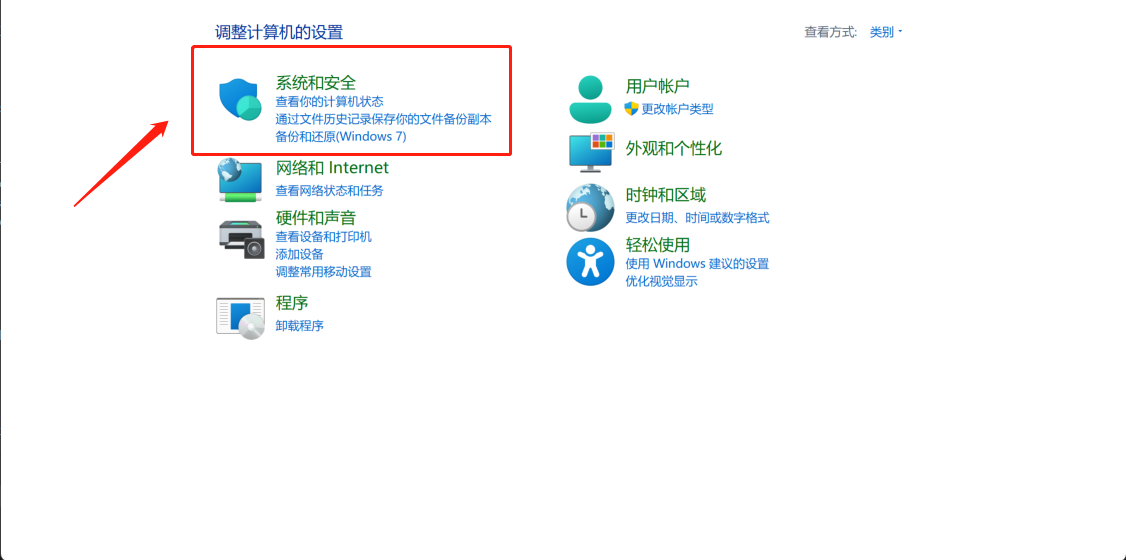 调整计算机的设置
查看方式: 类别
系统和安全
查看你的计算机状态
通过文件历史记录保存你的文件备份副本
备份和还原(Windows 7)
网络和 Internet
查看网络状态和任务
硬件和声音
查看设备和打印机
添加设备
调整常用移动设置
程序
卸载程序
用户帐户
更改帐户类型
外观和个性化
时钟和区域
更改日期、时间或数字格式
轻松使用
使用 Windows 建议的设置
优化视觉显示